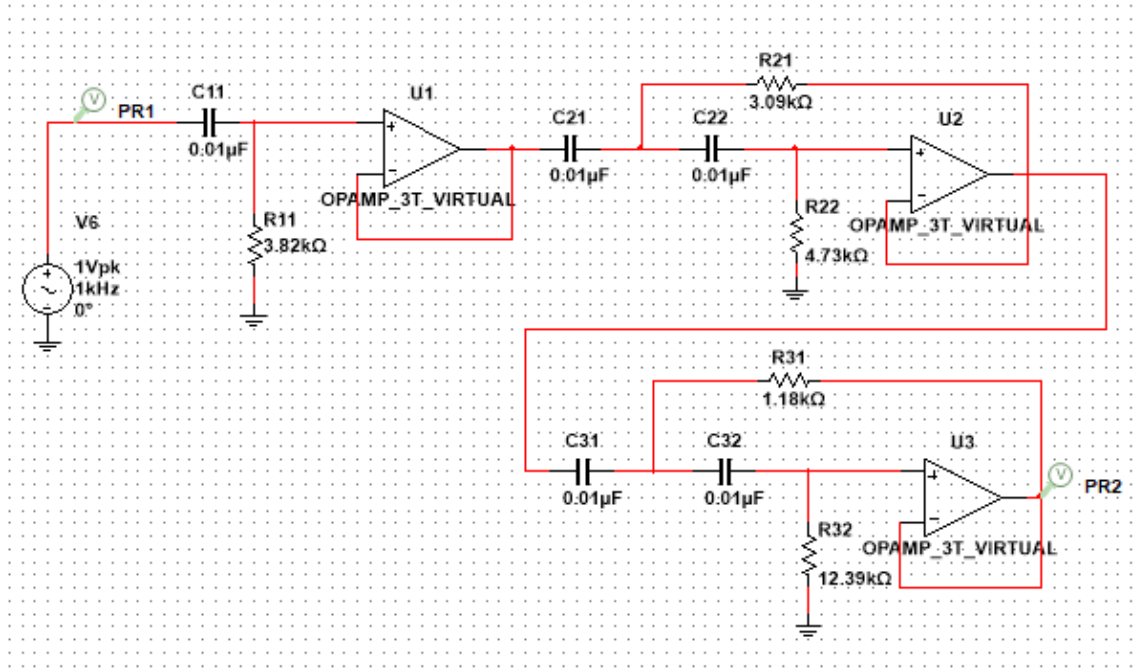 PR1
C11
0.01µF
U1
OPAMP_3T_VIRTUAL
R11
3.82kΩ
V6
1Vpk
1kHz
0°
C21
0.01µF
C22
0.01µF
R21
3.09kΩ
U2
OPAMP_3T_VIRTUAL
R22
4.73kΩ
R31
1.18kΩ
C31
0.01µF
C32
0.01µF
U3
OPAMP_3T_VIRTUAL
PR2
R32
12.39kΩ